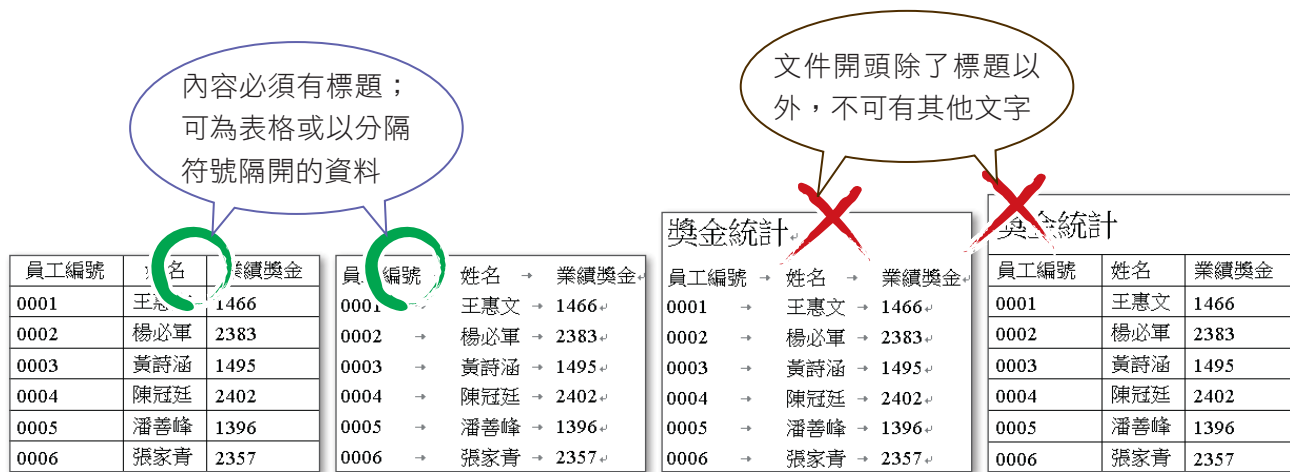 內容必須有標題；
可為表格或以分隔
符號隔開的資料
文件開頭除了標題以
外，不可有其他文字
員工編號 姓名 業績獎金
0001 王惠文 1466
0002 楊必軍 2383
0003 黃詩涵 1495
0004 陳冠廷 2402
0005 潘善峰 1396
0006 張家青 2357
員工編號 → 姓名 → 業績獎金↵
0001 → 王惠文 → 1466↵
0002 → 楊必軍 → 2383↵
0003 → 黃詩涵 → 1495↵
0004 → 陳冠廷 → 2402↵
0005 → 潘善峰 → 1396↵
0006 → 張家青 → 2357↵
獎金統計↵
員工編號 → 姓名 → 業績獎金↵
0001 → 王惠文 → 1466↵
0002 → 楊必軍 → 2383↵
0003 → 黃詩涵 → 1495↵
0004 → 陳冠廷 → 2402↵
0005 → 潘善峰 → 1396↵
0006 → 張家青 → 2357↵
獎金統計
員工編號 姓名 業績獎金
0001 王惠文 1466
0002 楊必軍 2383
0003 黃詩涵 1495
0004 陳冠廷 2402
0005 潘善峰 1396
0006 張家青 2357